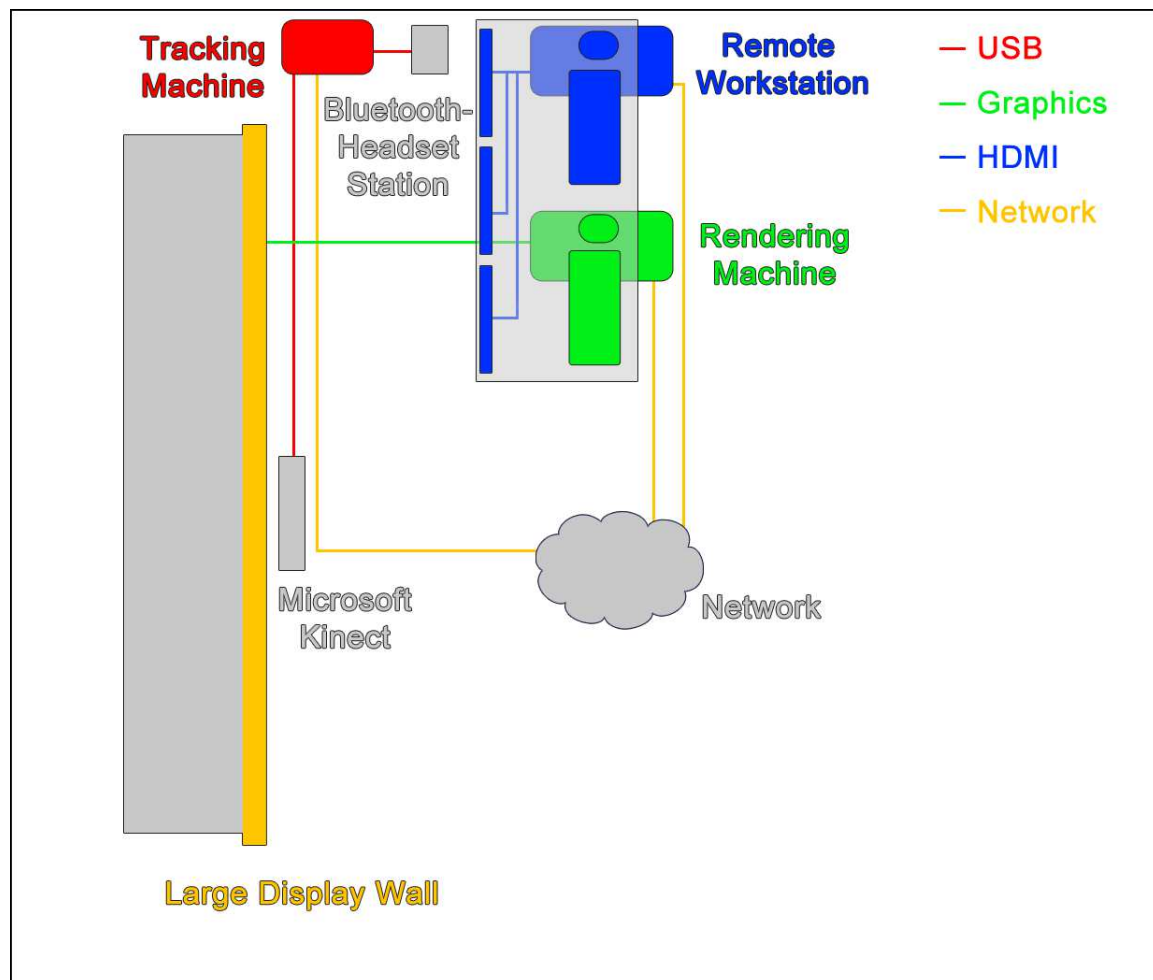 Tracking
Machine
Bluetooth-
Headset
Station
Remote
Workstation
Rendering
Machine
USB
Graphics
HDMI
Network
Microsoft
Kinect
Network
Large Display Wall